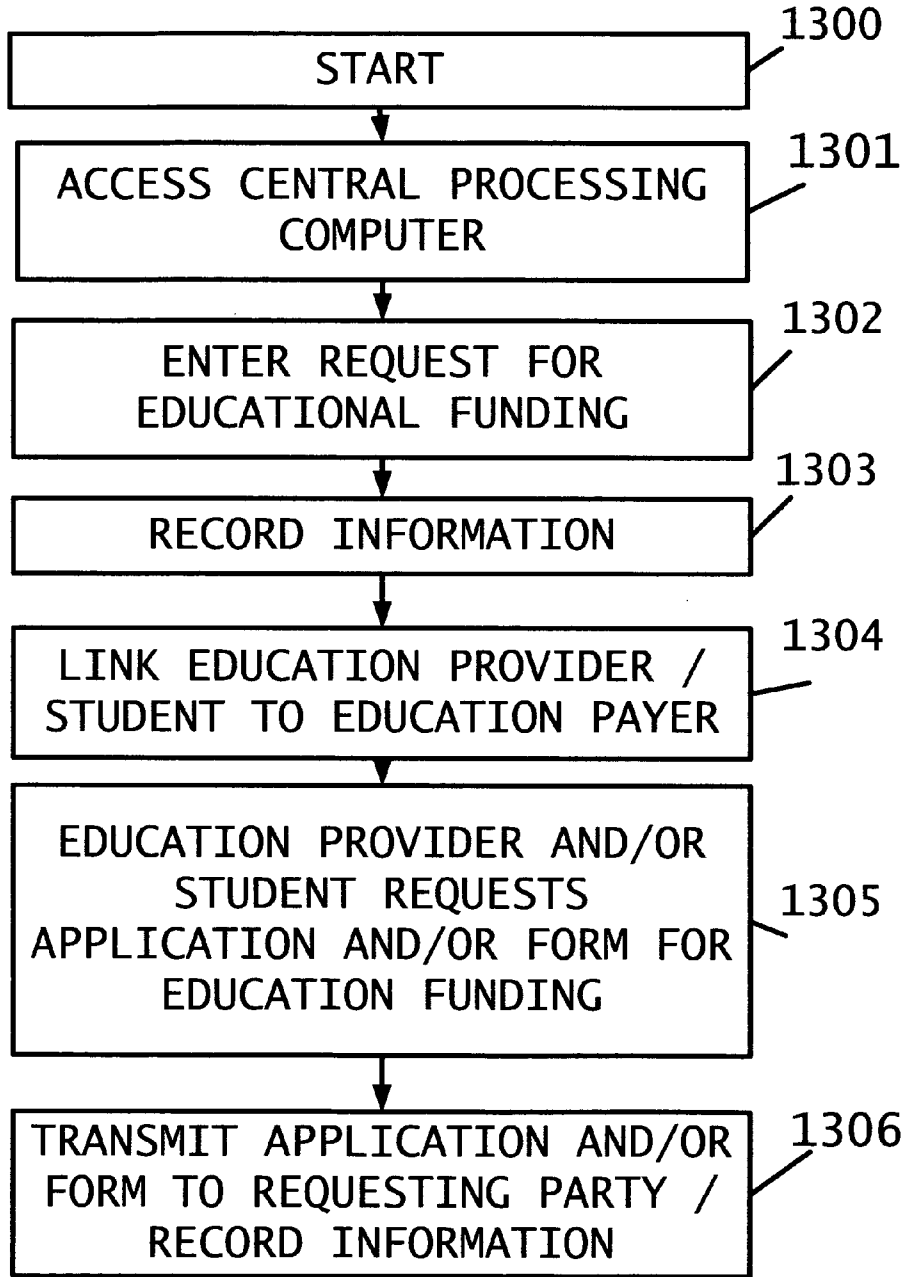 1300
START
1301
ACCESS CENTRAL PROCESSING
COMPUTER
1302
ENTER REQUEST FOR
EDUCATIONAL FUNDING
1303
RECORD INFORMATION
1304
LINK EDUCATION PROVIDER /
STUDENT TO EDUCATION PAYER
EDUCATION PROVIDER AND/OR
STUDENT REQUESTS
1305
APPLICATION AND/OR FORM FOR
EDUCATION FUNDING
1306
TRANSMIT APPLICATION AND/OR
FORM TO REQUESTING PARTY /
RECORD INFORMATION